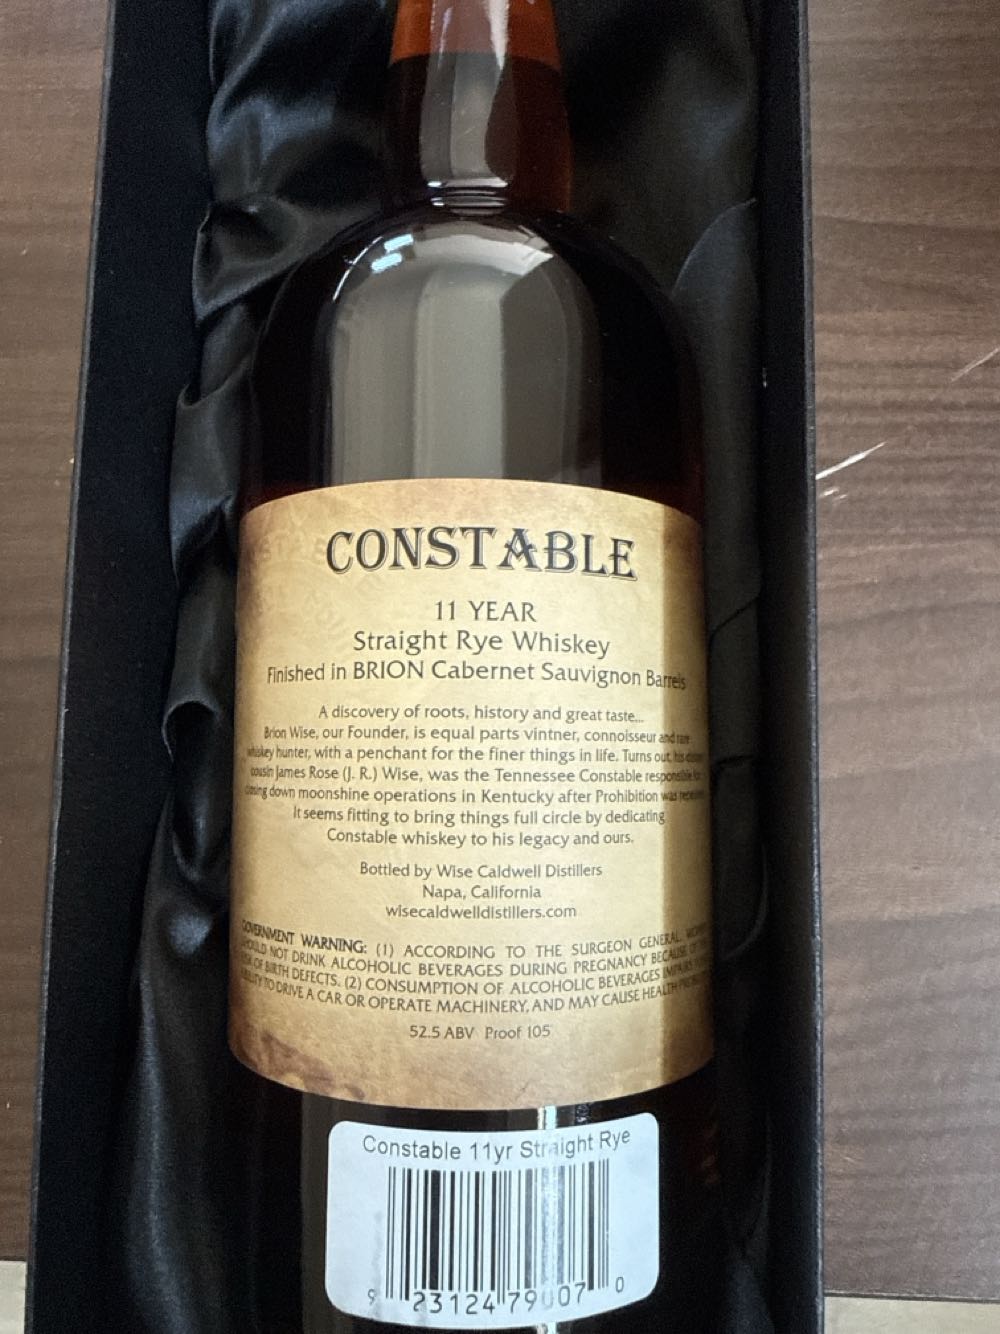 CONSTABLE
11 YEAR
Straight Rye Whiskey
Finished in BRION Cabernet Sauvignon Barrels
A discovery of roots, history and great taste...
Brion Wise, our Founder, is equal parts vintner, connoisseur and rare
whiskey hunter, with a penchant for the finer things in life. Turns out, his distant
cousin James Rose (J. R.) Wise, was the Tennessee Constable responsible for
closing down moonshine operations in Kentucky after Prohibition was
It seems fitting to bring things full circle by dedicating
Constable whiskey to his legacy and ours.
Bottled by Wise Caldwell Distillers
Napa, California
wisecaldwelldistillers.com
GOVERNMENT WARNING: (1) ACCORDING TO THE SURGEON GENERAL, WOMEN
SHOULD NOT DRINK ALCOHOLIC BEVERAGES DURING PREGNANCY BECAUSE OF THE
RISK OF BIRTH DEFECTS. (2) CONSUMPTION OF ALCOHOLIC BEVERAGES IMPAIRS YOUR
ABILITY TO DRIVE A CAR OR OPERATE MACHINERY, AND MAY CAUSE HEALTH PROBLEMS
52.5 ABV Proof 105
Constable 11yr Straight Rye
9 23124 79007 0